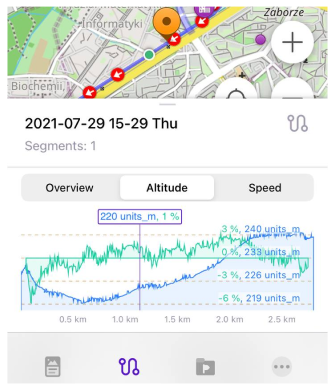 Informatyki
Zaborze
Biochemii
2021-07-29 15-29 Thu
Segments: 1
Overview
Altitude
Speed
220 units_m, 1 %
3 %, 240 units_m
0 %, 233 units_m
-3 %, 226 units_m
-6 %, 219 units_m
0.5 km
1.0 km
1.5 km
2.0 km
2.5 km